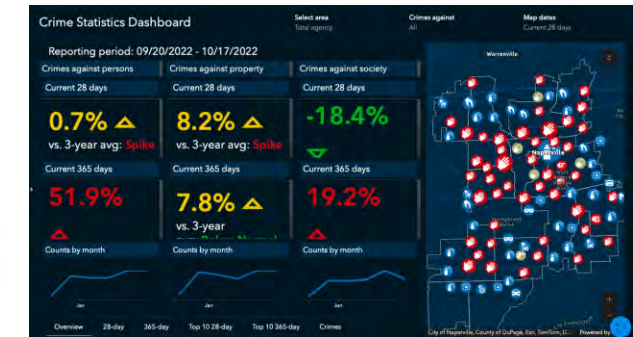 Crime Statistics Dashboard
Select area
Total agency
Crimes against
All
Map dates
Current 28 days
Reporting period: 09/20/2022 - 10/17/2022
Crimes against persons
Crimes against property
Crimes against society
Current 28 days
Current 28 days
Current 28 days
0.7%
8.2%
-18.4%
vs. 3-year avg: Spike
vs. 3-year avg: Spike
Current 365 days
Current 365 days
Current 365 days
51.9%
7.8%
19.2%
vs. 3-year
Counts by month
Counts by month
Counts by month
Jan
Jan
Jan
Overview
28-day
365-day
Top 10 28-day
Top 10 365-day
Crimes
Warrenville
Naperville
City of Naperville, County of DuPage, Esri, TomTom, G...
Powered by